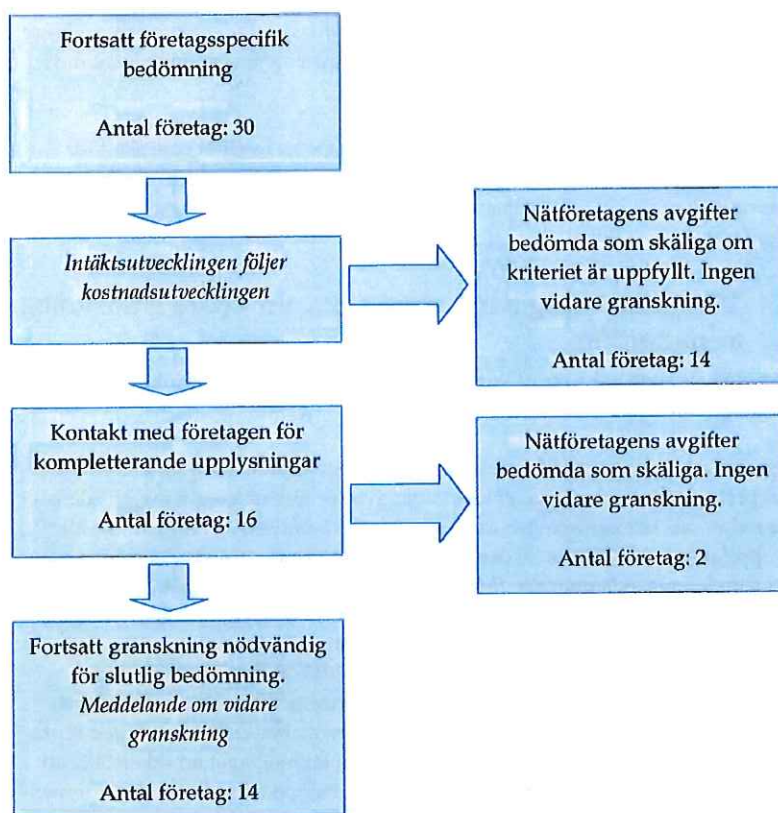 Fortsatt företagsspecifik
bedömning
Antal företag: 30
Intäktsutvecklingen följer
kostnadsutvecklingen
Nätföretagens avgifter
bedömda som skäliga om
kriteriet är uppfyllt. Ingen
vidare granskning.
Antal företag: 14
Kontakt med företagen för
kompletterande upplysningar
Antal företag: 16
Nätföretagens avgifter
bedömda som skäliga. Ingen
vidare granskning.
Antal företag: 2
Fortsatt granskning nödvändig
för slutlig bedömning.
Meddelande om vidare
granskning
Antal företag: 14